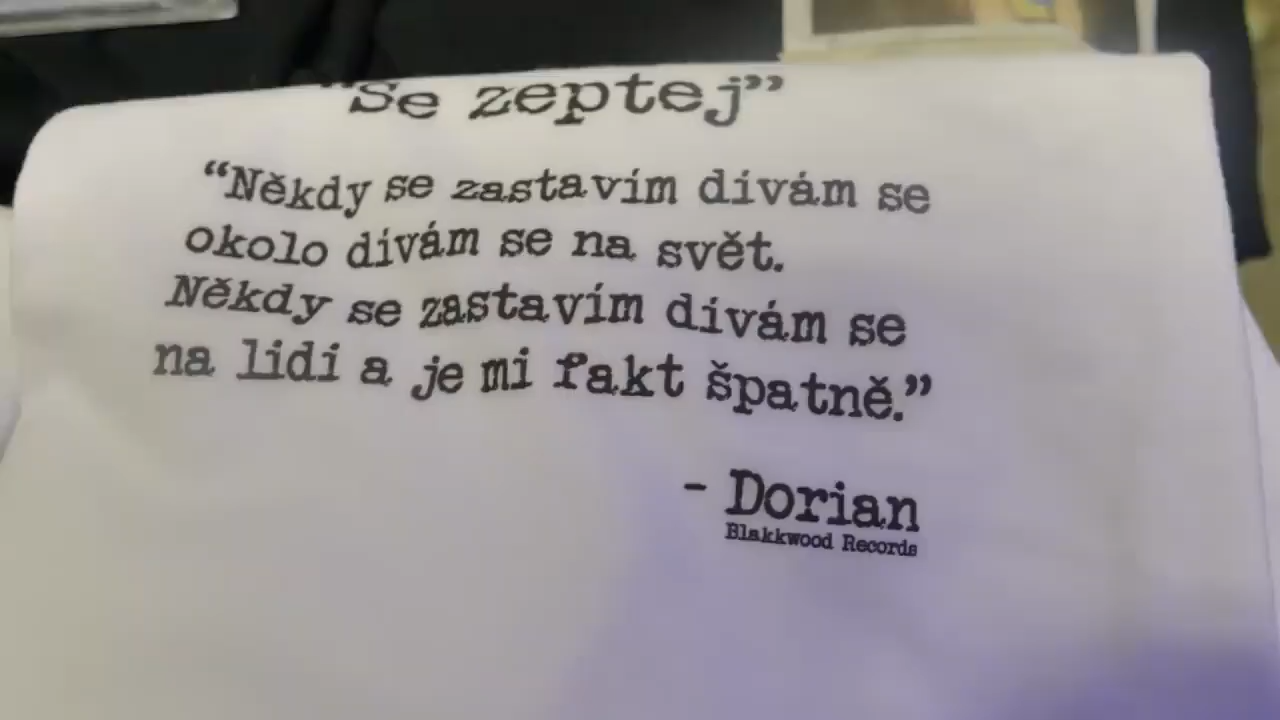 "Se zeptej”
“Někdy se zastavím dívám se
okolo dívám se na svět.
Někdy se zastavím dívám se
na lidi a je mi fakt špatně.”
- Dorian
Blakkwood Records